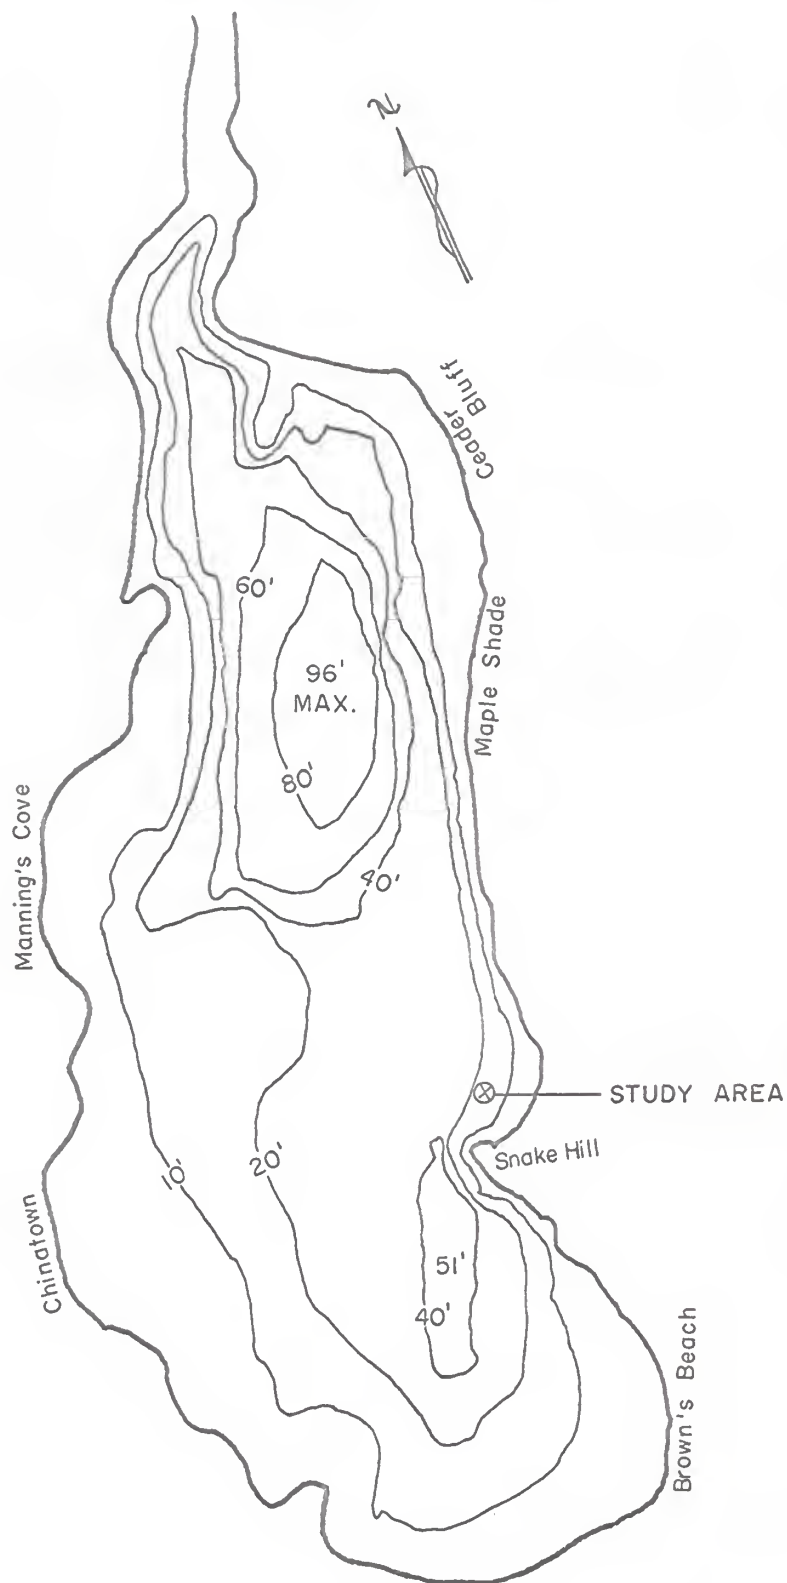 N
Ceader Bluff
60'
Maple Shade
96'
MAX.
80'
Manning's Cove
40'
STUDY AREA
Snake Hill
10'
20'
Chinatown
51'
40'
Brown's Beach